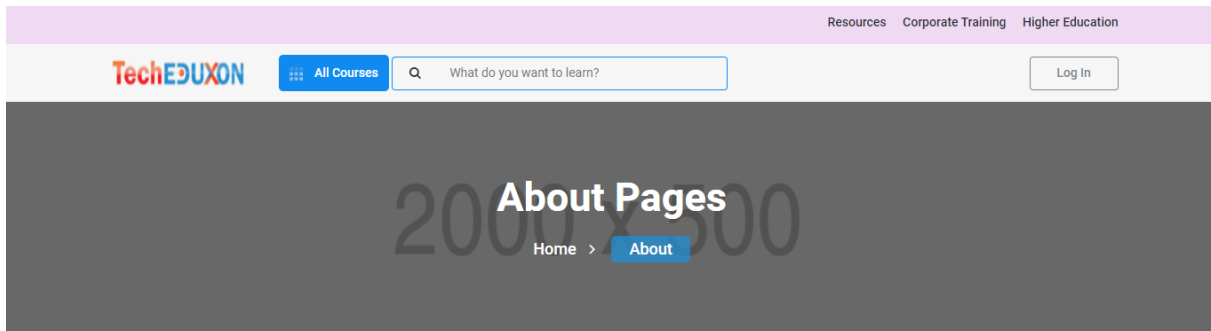 Resources Corporate Training Higher Education
TechEDUXON All Courses What do you want to learn? Log In
2000 x 500
About Pages
Home > About